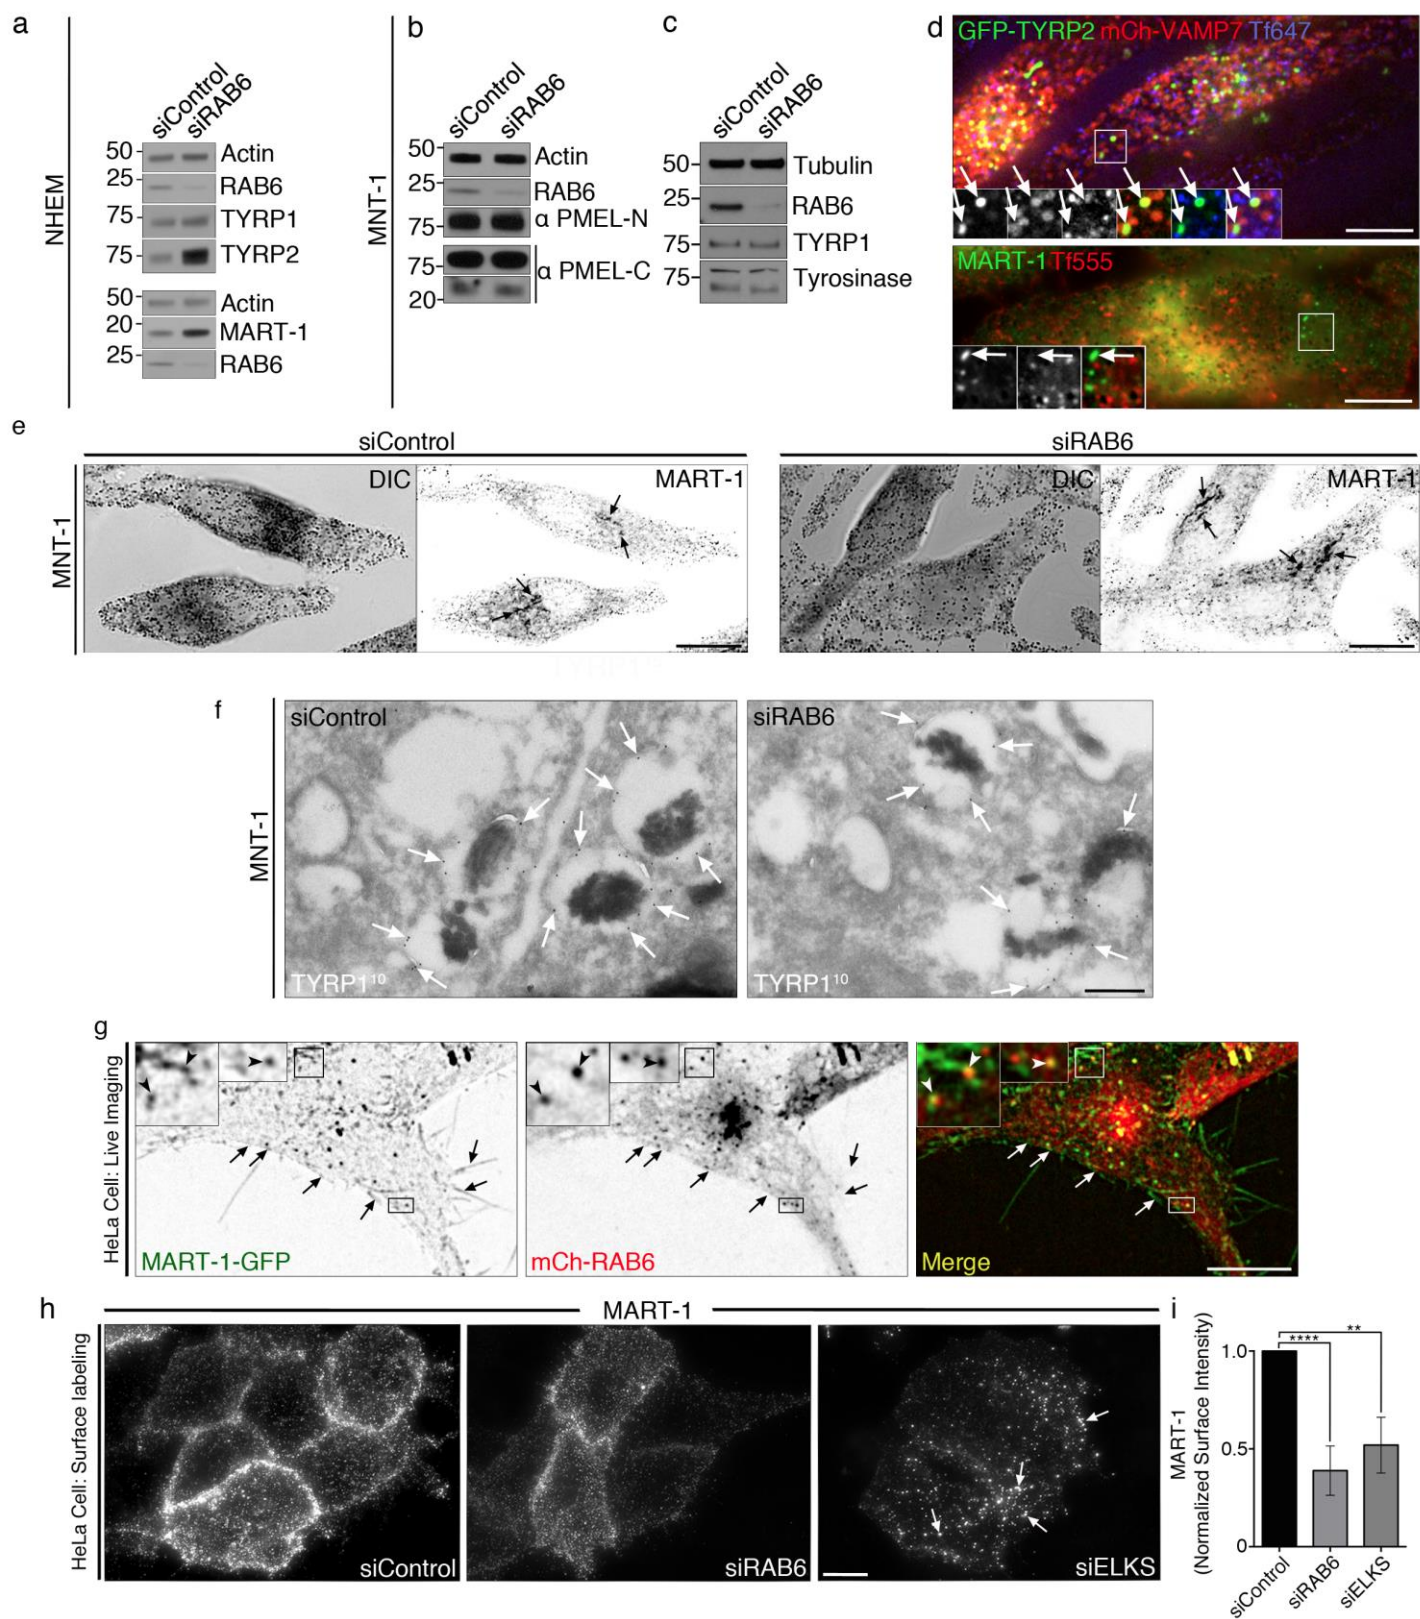 a
NHEM
siControl
siRAB6
50
Actin
25
RAB6
75
TYRP1
75
TYRP2
50
Actin
20
MART-1
25
RAB6
b
MNT-1
siControl
siRAB6
50
Actin
25
RAB6
75
α PMEL-N
75
α PMEL-C
20
c
siControl
siRAB6
50
Tubulin
25
RAB6
75
TYRP1
75
Tyrosinase
d
GFP-TYRP2 mCh-VAMP7 Tf647
MART-1 Tf555
e
siControl
siRAB6
MNT-1
DIC
MART-1
DIC
MART-1
f
MNT-1
siControl
siRAB6
TYRP1¹⁰
TYRP1¹⁰
g
HeLa Cell: Live Imaging
MART-1-GFP
mCh-RAB6
Merge
h
MART-1
HeLa Cell: Surface labeling
siControl
siRAB6
siELKS
i
MART-1
(Normalized Surface Intensity)
****
**
1.0
0.5
0
siControl
siRAB6
siELKS